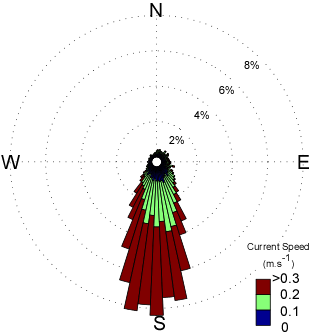 N
8%
6%
4%
2%
W
E
S
Current Speed
(m.s⁻¹)
>0.3
0.2
0.1
0